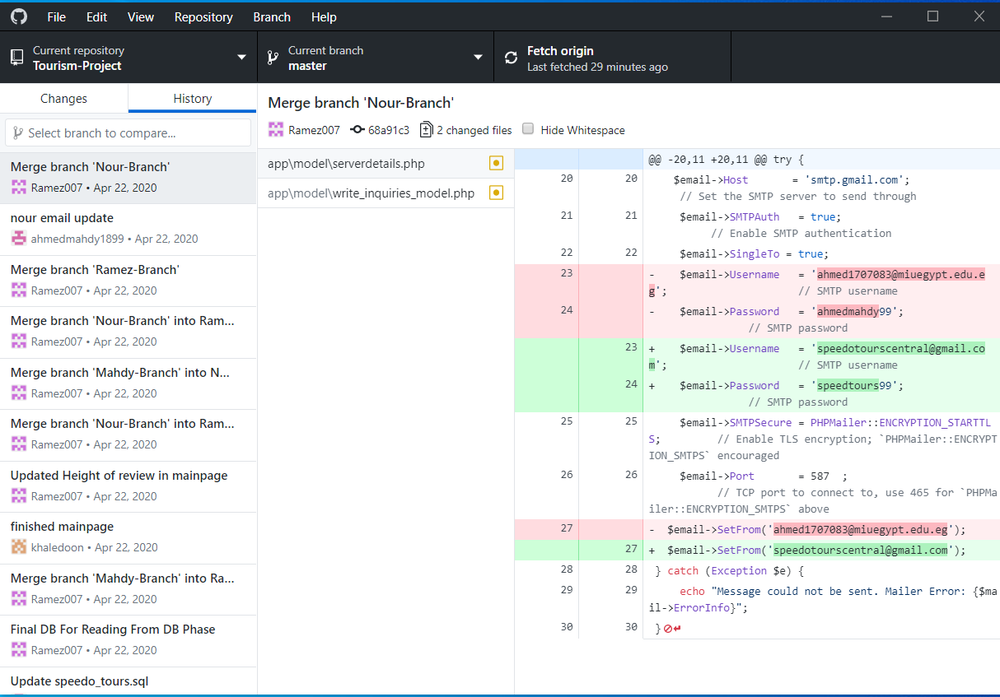 File Edit View Repository Branch Help
Current repository
Tourism-Project
Current branch
master
Fetch origin
Last fetched 29 minutes ago
Changes
History
Select branch to compare...
Merge branch 'Nour-Branch'
Ramez007 • Apr 22, 2020
nour email update
ahmedmahdy1899 • Apr 22, 2020
Merge branch 'Ramez-Branch'
Ramez007 • Apr 22, 2020
Merge branch 'Nour-Branch' into Ram...
Ramez007 • Apr 22, 2020
Merge branch 'Mahdy-Branch' into N...
Ramez007 • Apr 22, 2020
Merge branch 'Nour-Branch' into Ram...
Ramez007 • Apr 22, 2020
Updated Height of review in mainpage
Ramez007 • Apr 22, 2020
finished mainpage
khaledoon • Apr 22, 2020
Merge branch 'Mahdy-Branch' into Ra...
Ramez007 • Apr 22, 2020
Final DB For Reading From DB Phase
Ramez007 • Apr 22, 2020
Update speedo_tours.sql
Merge branch 'Nour-Branch'
Ramez007 68a91c3 2 changed files Hide Whitespace
app\model\serverdetails.php
app\model\write_inquiries_model.php
@@ -20,11 +20,11 @@ try {
20 20 $email->Host       = 'smtp.gmail.com';
// Set the SMTP server to send through
21 21 $email->SMTPAuth   = true;
// Enable SMTP authentication
22 22 $email->SingleTo = true;
23 - $email->Username   = 'ahmed1707083@miuegypt.edu.e
g';                     // SMTP username
24 - $email->Password   = 'ahmedmahdy99';
// SMTP password
23 + $email->Username   = 'speedotourscentral@gmail.co
m';                     // SMTP username
24 + $email->Password   = 'speedtours99';
// SMTP password
25 25 $email->SMTPSecure = PHPMailer::ENCRYPTION_STARTTL
S;         // Enable TLS encryption; `PHPMailer::ENCRYPT
ION_SMTPS` encouraged
26 26 $email->Port       = 587  ;
// TCP port to connect to, use 465 for `PHPMa
iler::ENCRYPTION_SMTPS` above
27 - $email->SetFrom('ahmed1707083@miuegypt.edu.eg');
27 + $email->SetFrom('speedotourscentral@gmail.com');
28 28 } catch (Exception $e) {
29 29 echo "Message could not be sent. Mailer Error: {$ma
il->ErrorInfo}";
30 30 }